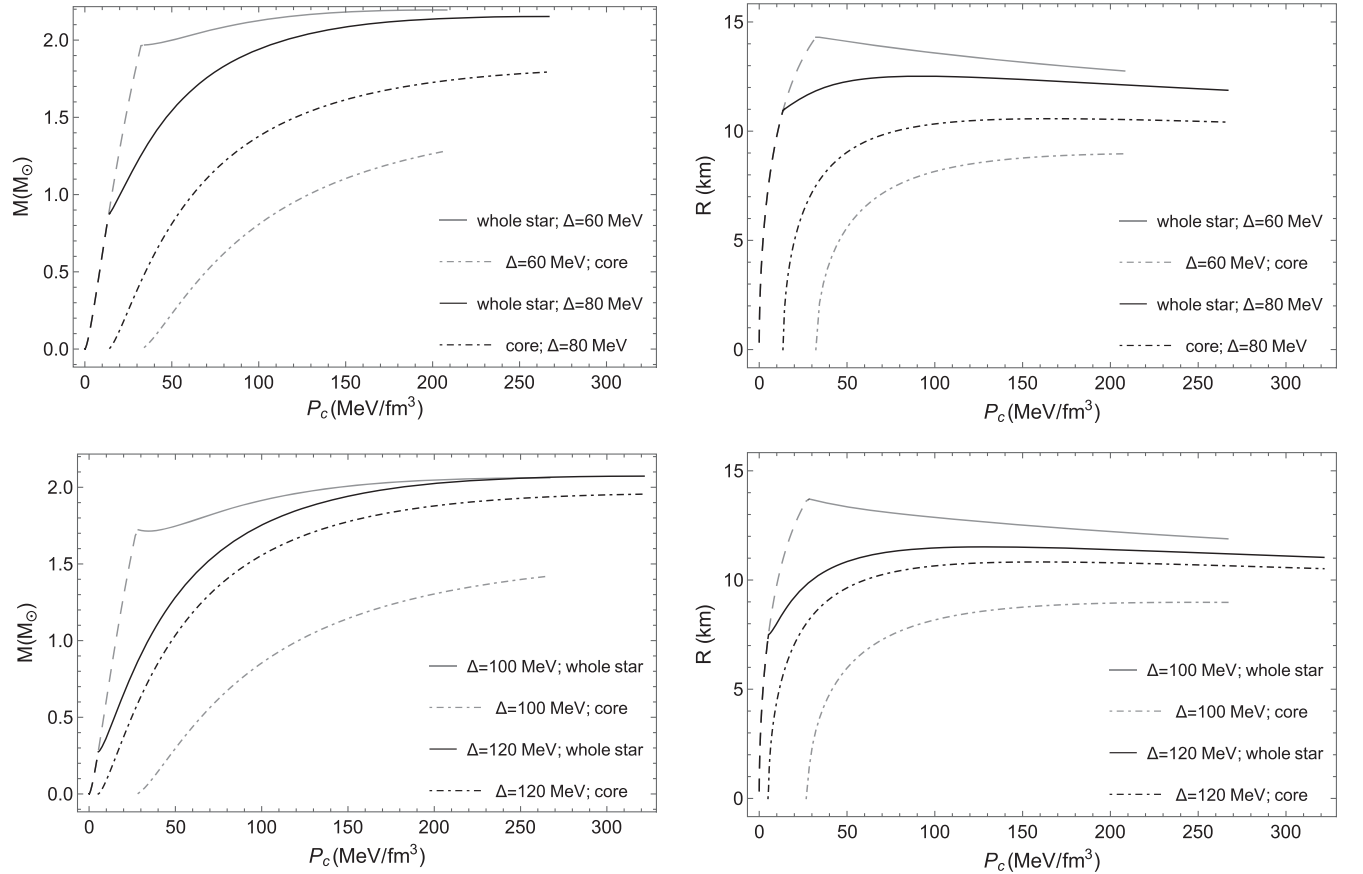 2.0
1.5
1.0
0.5
0.0
M(M⊙)
0 50 100 150 200 250 300
P_c (MeV/fm³)
whole star; Δ=60 MeV
Δ=60 MeV; core
whole star; Δ=80 MeV
core; Δ=80 MeV
15
10
5
0
R (km)
0 50 100 150 200 250 300
P_c (MeV/fm³)
whole star; Δ=60 MeV
Δ=60 MeV; core
whole star; Δ=80 MeV
core; Δ=80 MeV
2.0
1.5
1.0
0.5
0.0
M(M⊙)
0 50 100 150 200 250 300
P_c (MeV/fm³)
Δ=100 MeV; whole star
Δ=100 MeV; core
Δ=120 MeV; whole star
Δ=120 MeV; core
15
10
5
0
R (km)
0 50 100 150 200 250 300
P_c (MeV/fm³)
Δ=100 MeV; whole star
Δ=100 MeV; core
Δ=120 MeV; whole star
Δ=120 MeV; core